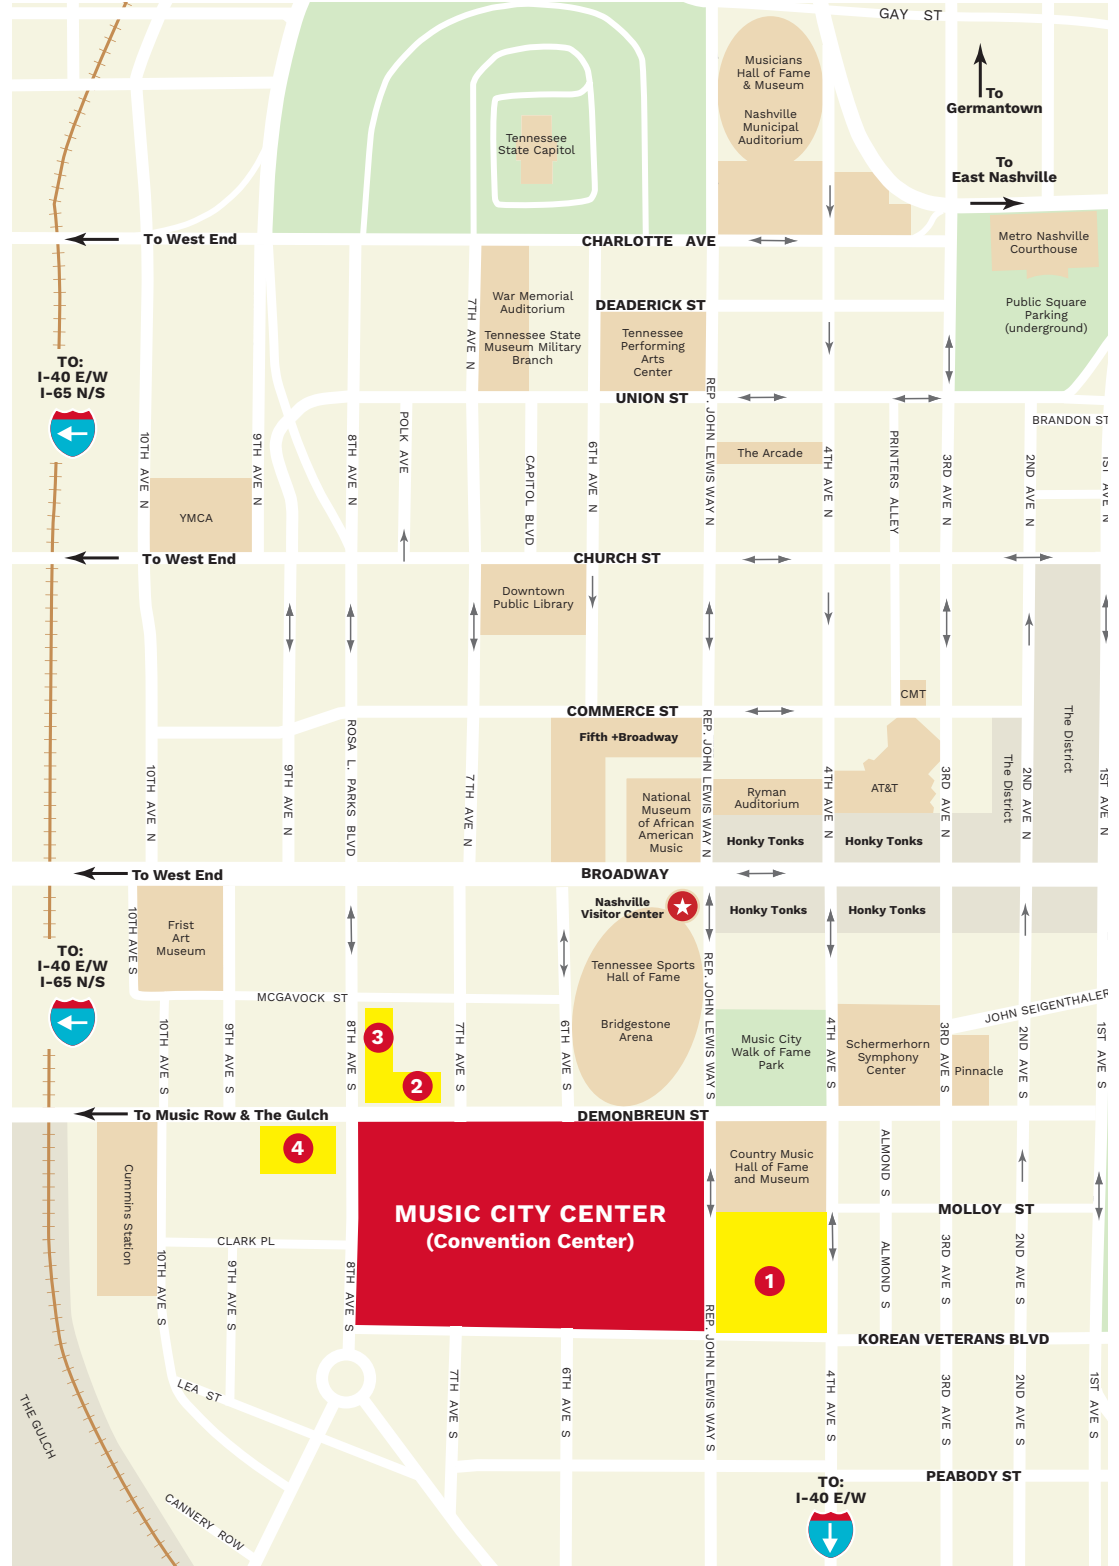 GAY ST
Musicians
Hall of Fame
& Museum
Nashville
Municipal
Auditorium
To
Germantown
Tennessee
State Capitol
To
East Nashville
To West End
CHARLOTTE AVE
Metro Nashville
Courthouse
War Memorial
Auditorium
Tennessee State
Museum Military
Branch
7TH AVE N
DEADERICK ST
Tennessee
Performing
Arts
Center
Public Square
Parking
(underground)
TO:
I-40 E/W
I-65 N/S
UNION ST
REP. JOHN LEWIS WAY N
BRANDON ST
10TH AVE N
9TH AVE N
8TH AVE N
POLK AVE
CAPITOL BLVD
6TH AVE N
The Arcade
4TH AVE N
PRINTERS ALLEY
3RD AVE N
2ND AVE N
1ST AVE N
YMCA
To West End
CHURCH ST
Downtown
Public Library
CMT
COMMERCE ST
Fifth +Broadway
ROSA L. PARKS BLVD
REP. JOHN LEWIS WAY N
The District
The District
10TH AVE N
9TH AVE N
7TH AVE N
National
Museum
of African
American
Music
Ryman
Auditorium
4TH AVE N
AT&T
3RD AVE N
2ND AVE N
1ST AVE N
Honky Tonks
Honky Tonks
To West End
BROADWAY
Nashville
Visitor Center
Honky Tonks
Honky Tonks
10TH AVE S
Frist
Art
Museum
TO:
I-40 E/W
I-65 N/S
Tennessee Sports
Hall of Fame
Bridgestone
Arena
REP. JOHN LEWIS WAY S
MCGAVOCK ST
JOHN SEIGENTHALER
10TH AVE S
9TH AVE S
8TH AVE S
3
2
7TH AVE S
6TH AVE S
Music City
Walk of Fame
Park
4TH AVE S
Schermerhorn
Symphony
Center
3RD AVE S
Pinnacle
2ND AVE S
1ST AVE S
To Music Row & The Gulch
DEMONBREUN ST
4
Cummins Station
Country Music
Hall of Fame
and Museum
ALMOND S
MUSIC CITY CENTER
(Convention Center)
MOLLOY ST
CLARK PL
10TH AVE S
9TH AVE S
8TH AVE S
1
ALMOND S
3RD AVE S
2ND AVE S
REP. JOHN LEWIS WAY S
KOREAN VETERANS BLVD
LEA ST
THE GULCH
7TH AVE S
6TH AVE S
4TH AVE S
3RD AVE S
2ND AVE S
1ST AVE S
PEABODY ST
CANNERY ROW
TO:
I-40 E/W